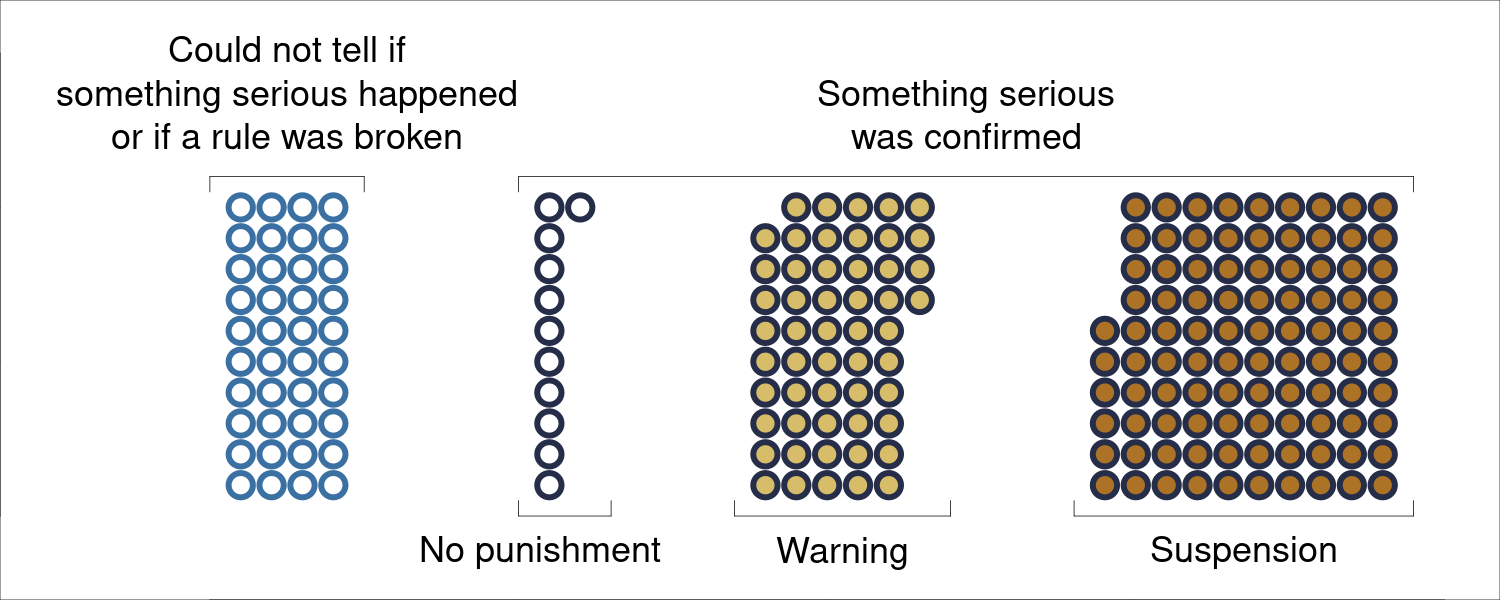 Could not tell if
something serious happened
or if a rule was broken
Something serious
was confirmed
No punishment
Warning
Suspension